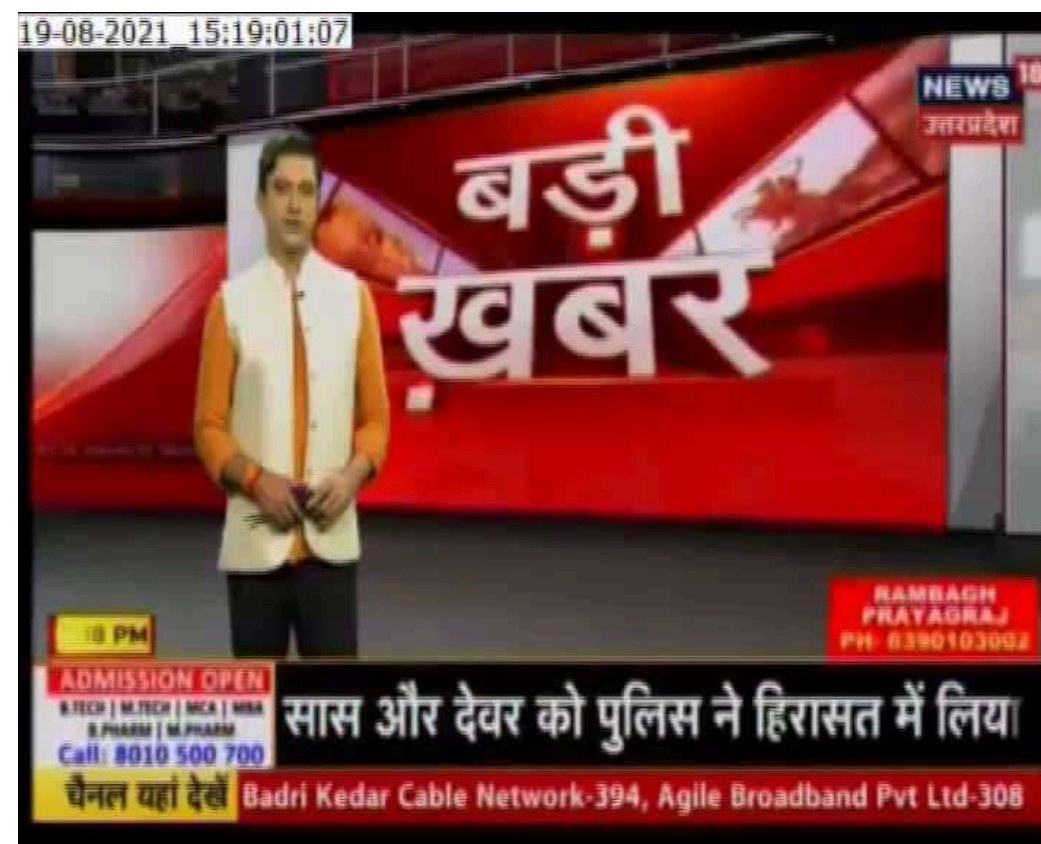 19-08-2021_15:19:01:07
NEWS 18
उत्तरप्रदेश
बड़ी
ख़बर
RAMBAGH
PRAYAGRAJ
PH- 6390103002
PM
ADMISSION OPEN
B.TECH | M.TECH | MCA | MBA
B.PHARM | M.PHARM
Call: 8010 500 700
सास और देवर को पुलिस ने हिरासत में लिया
चैनल यहां देखें Badri Kedar Cable Network-394, Agile Broadband Pvt Ltd-308